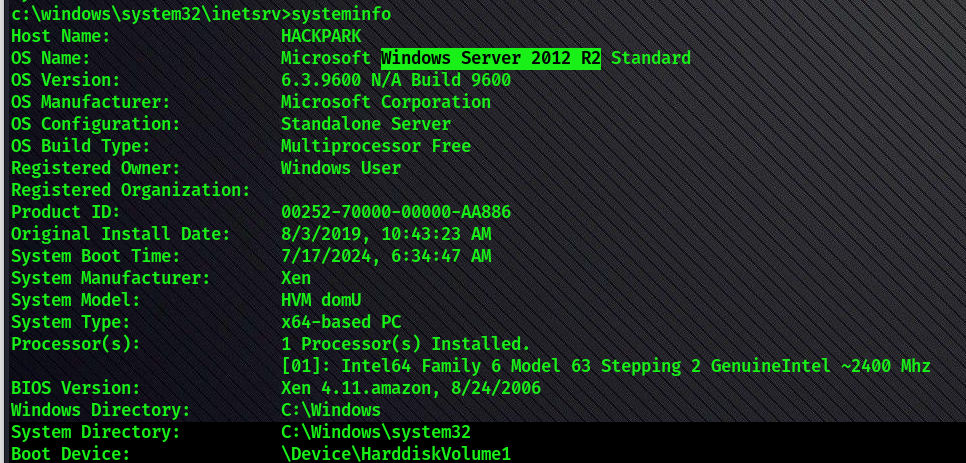 c:\windows\system32\inetsrv>systeminfo
Host Name: HACKPARK
OS Name: Microsoft Windows Server 2012 R2 Standard
OS Version: 6.3.9600 N/A Build 9600
OS Manufacturer: Microsoft Corporation
OS Configuration: Standalone Server
OS Build Type: Multiprocessor Free
Registered Owner: Windows User
Registered Organization:
Product ID: 00252-70000-00000-AA886
Original Install Date: 8/3/2019, 10:43:23 AM
System Boot Time: 7/17/2024, 6:34:47 AM
System Manufacturer: Xen
System Model: HVM domU
System Type: x64-based PC
Processor(s): 1 Processor(s) Installed.
[01]: Intel64 Family 6 Model 63 Stepping 2 GenuineIntel ~2400 Mhz
BIOS Version: Xen 4.11.amazon, 8/24/2006
Windows Directory: C:\Windows
System Directory: C:\Windows\system32
Boot Device: \Device\HarddiskVolume1